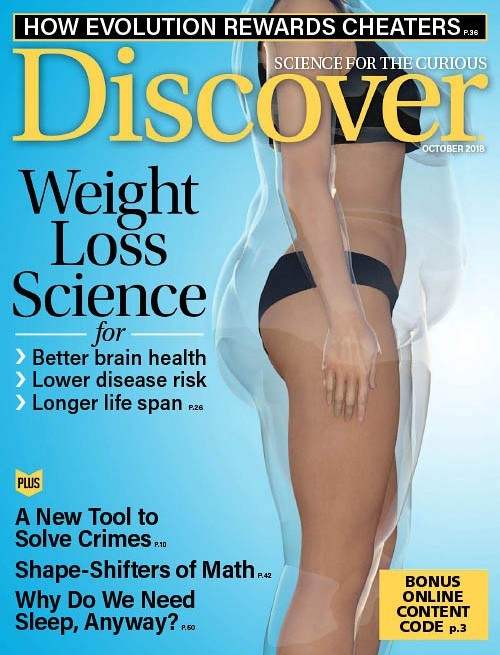 HOW EVOLUTION REWARDS CHEATERS P.36
SCIENCE FOR THE CURIOUS
Discover
OCTOBER 2018
Weight
Loss
Science
for
› Better brain health
› Lower disease risk
› Longer life span P.26
PLUS
A New Tool to
Solve Crimes P.10
Shape-Shifters of Math P.42
Why Do We Need
Sleep, Anyway? P.50
BONUS
ONLINE
CONTENT
CODE p.3